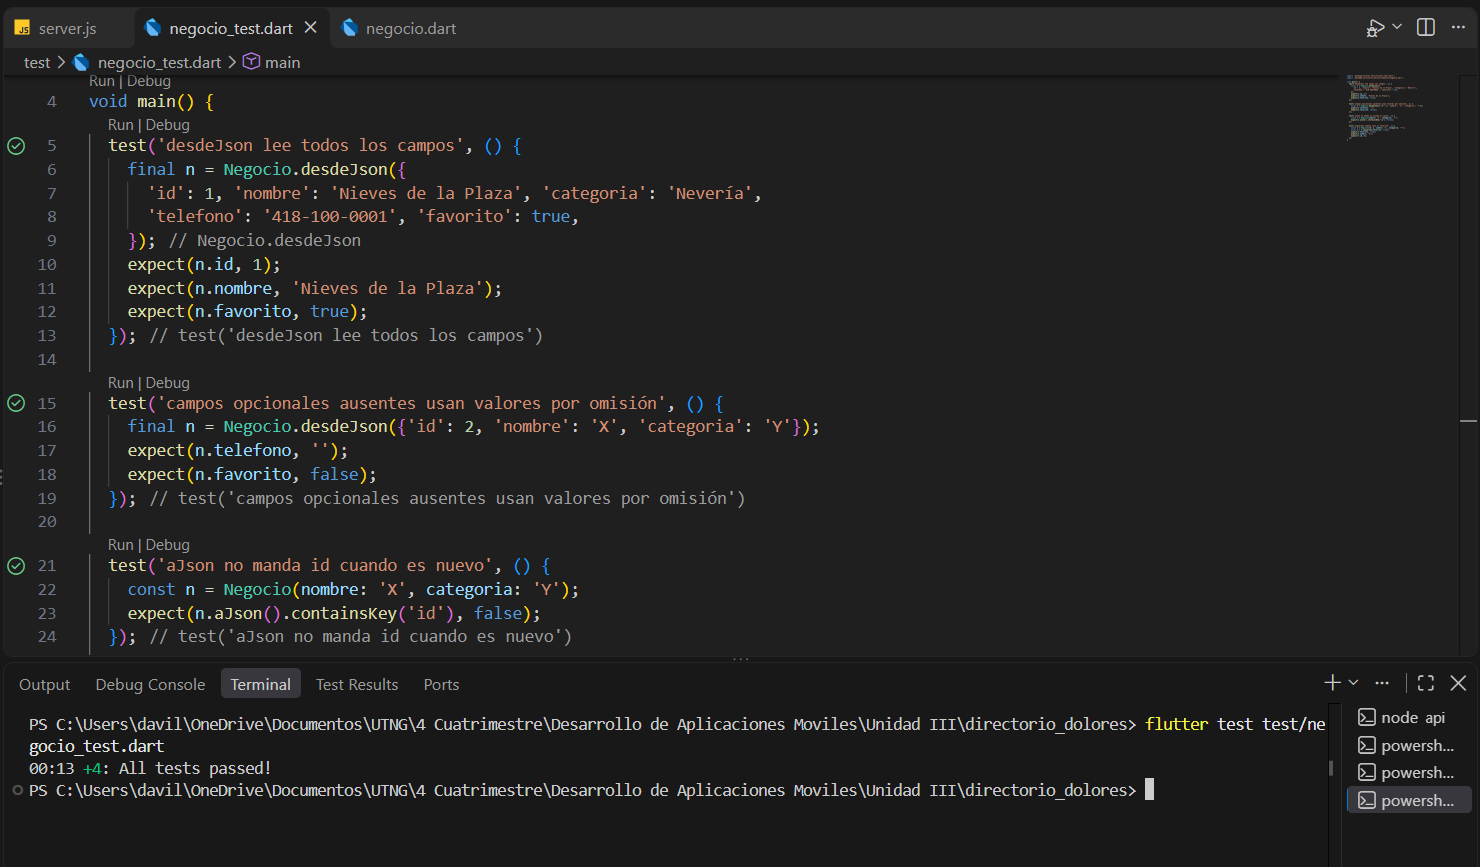 JS server.js negocio_test.dart negocio.dart
test > negocio_test.dart > main
Run | Debug
4 void main() {
Run | Debug
5 test('desdeJson lee todos los campos', () {
6 final n = Negocio.desdeJson({
7 'id': 1, 'nombre': 'Nieves de la Plaza', 'categoria': 'Nevería',
8 'telefono': '418-100-0001', 'favorito': true,
9 }); // Negocio.desdeJson
10 expect(n.id, 1);
11 expect(n.nombre, 'Nieves de la Plaza');
12 expect(n.favorito, true);
13 }); // test('desdeJson lee todos los campos')
14
Run | Debug
15 test('campos opcionales ausentes usan valores por omisión', () {
16 final n = Negocio.desdeJson({'id': 2, 'nombre': 'X', 'categoria': 'Y'});
17 expect(n.telefono, '');
18 expect(n.favorito, false);
19 }); // test('campos opcionales ausentes usan valores por omisión')
20
Run | Debug
21 test('aJson no manda id cuando es nuevo', () {
22 const n = Negocio(nombre: 'X', categoria: 'Y');
23 expect(n.aJson().containsKey('id'), false);
24 }); // test('aJson no manda id cuando es nuevo')
Output Debug Console Terminal Test Results Ports
PS C:\Users\davil\OneDrive\Documentos\UTNG\4 Cuatrimestre\Desarrollo de Aplicaciones Moviles\Unidad III\directorio_dolores> flutter test test/ne
gocio_test.dart
00:13 +4: All tests passed!
PS C:\Users\davil\OneDrive\Documentos\UTNG\4 Cuatrimestre\Desarrollo de Aplicaciones Moviles\Unidad III\directorio_dolores>
node api
powersh...
powersh...
powersh...